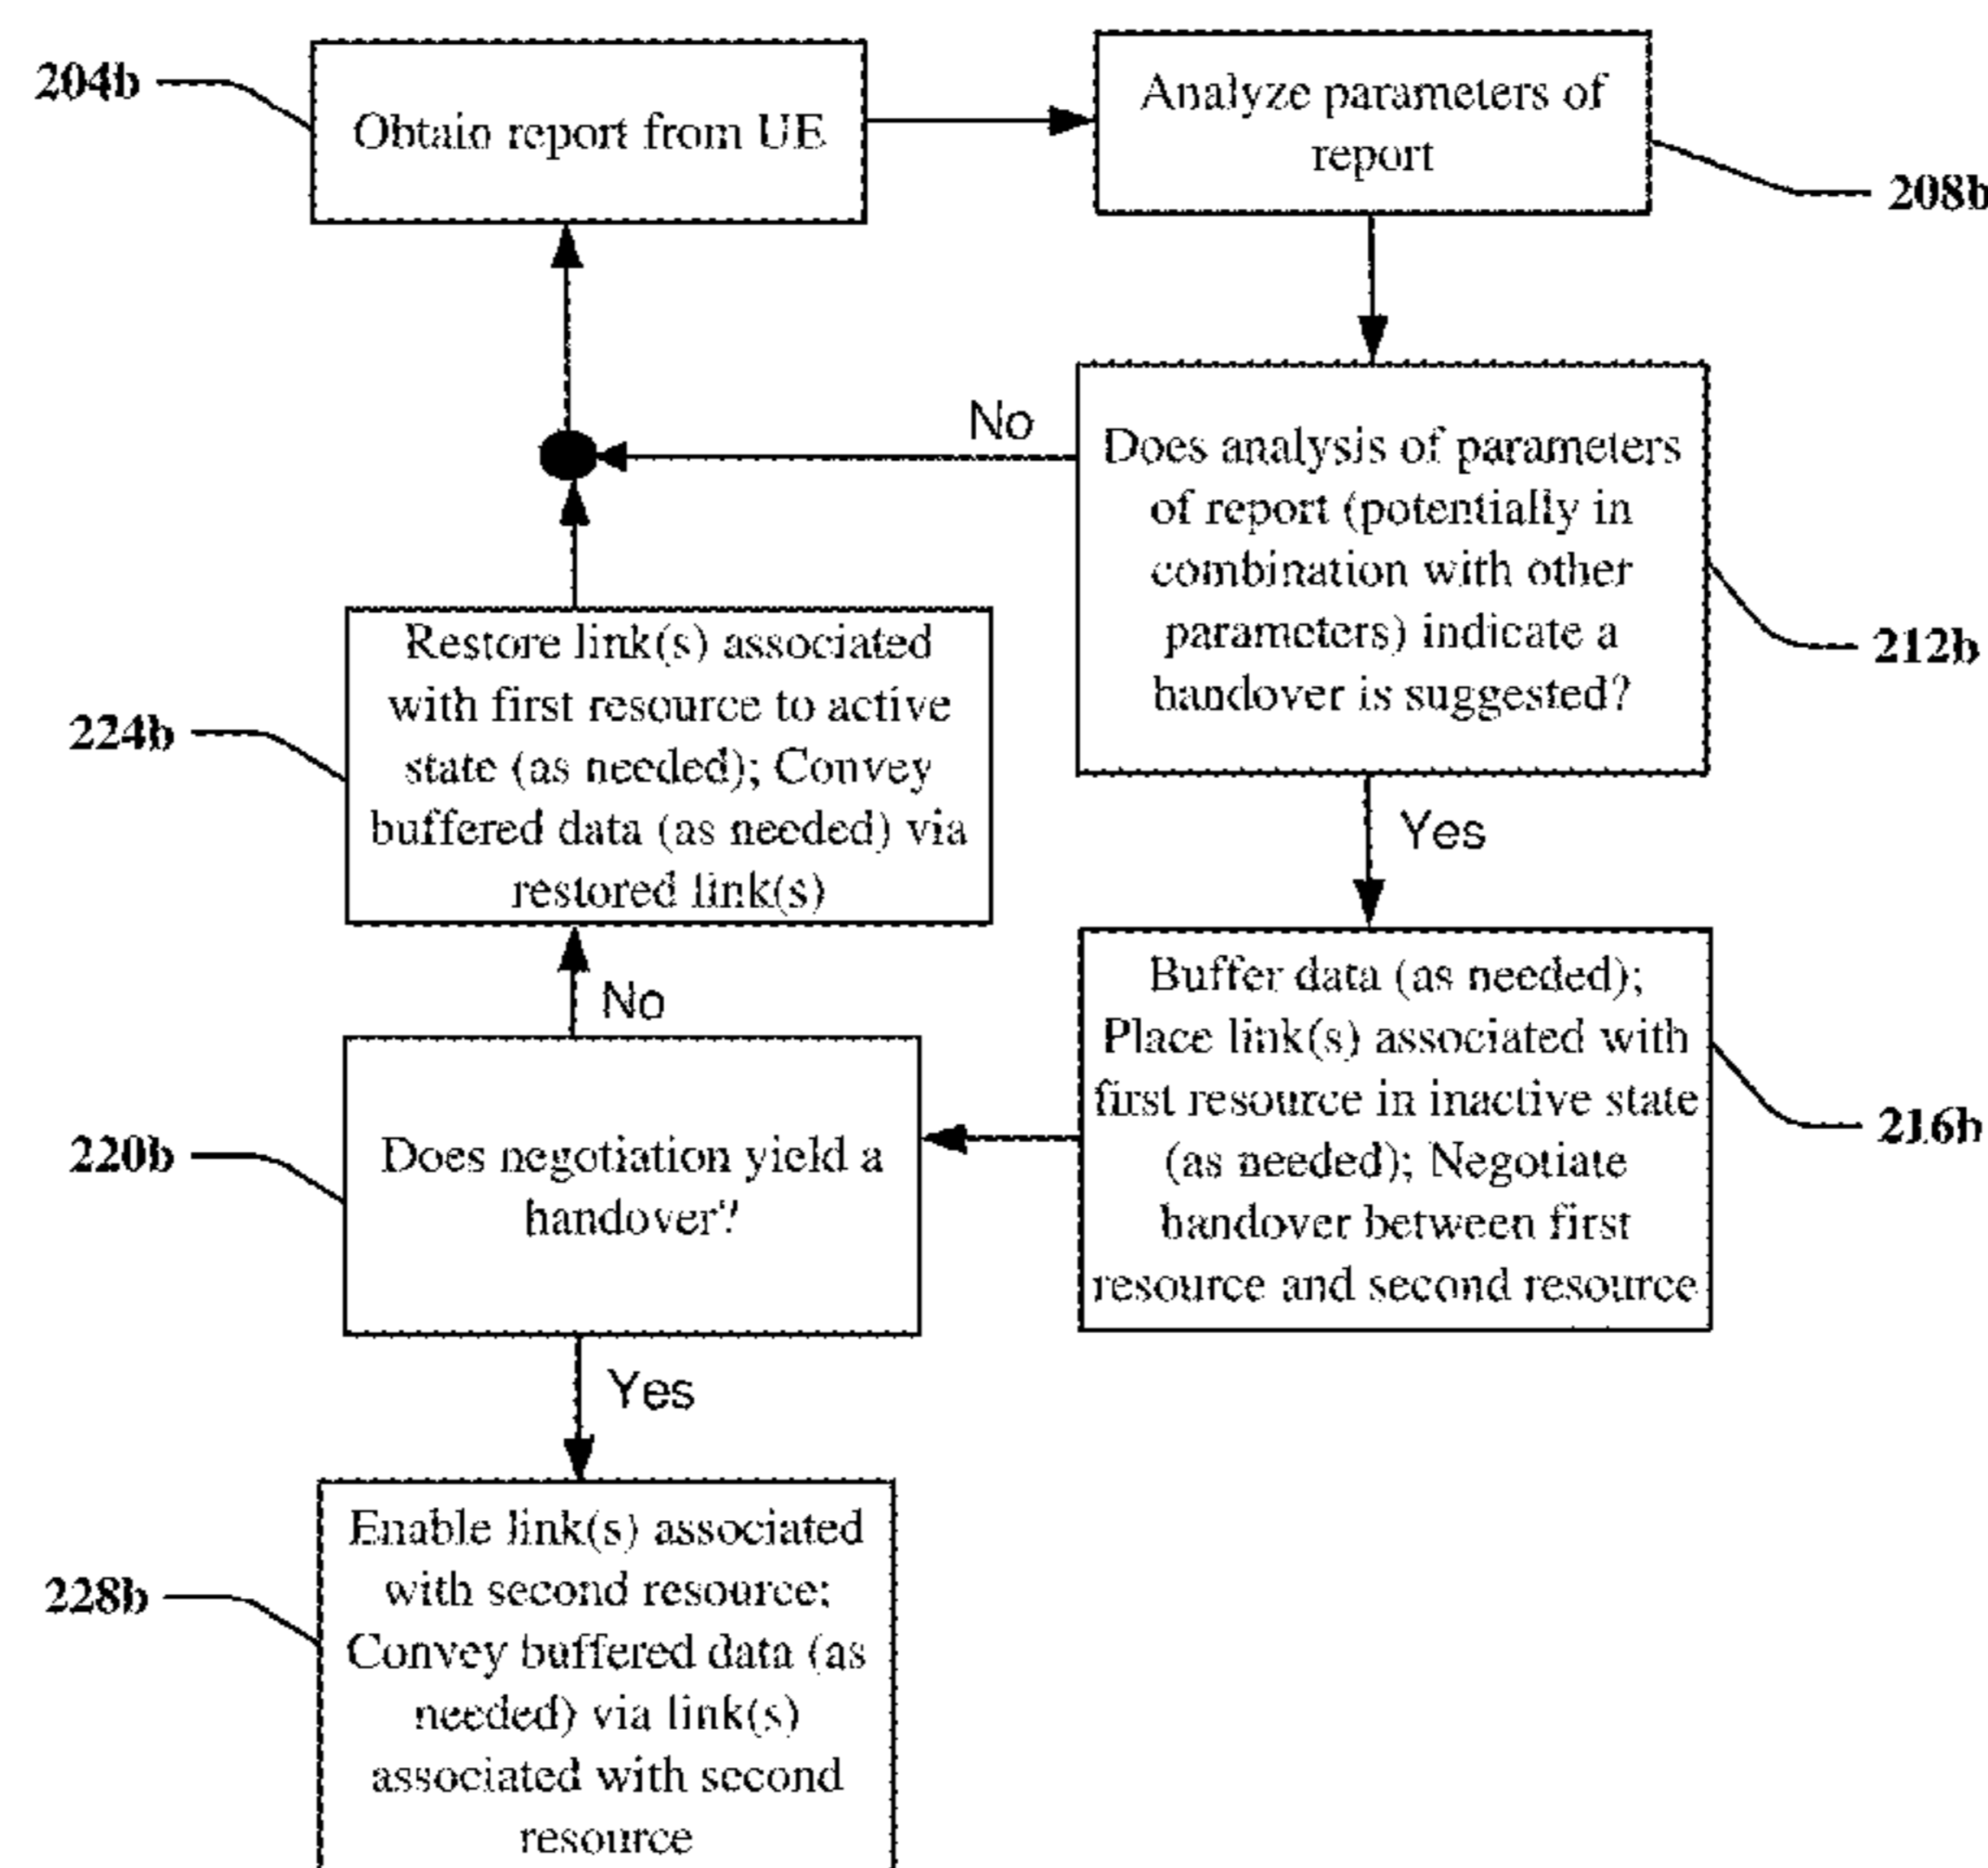 204b
Obtain report from UE
Analyze parameters of
report
208b
No
Does analysis of parameters
of report (potentially in
combination with other
parameters) indicate a
handover is suggested?
212b
Restore link(s) associated
with first resource to active
state (as needed); Convey
buffered data (as needed) via
restored link(s)
224b
Yes
Buffer data (as needed);
Place link(s) associated with
first resource in inactive state
(as needed); Negotiate
handover between first
resource and second resource
216b
No
220b
Does negotiation yield a
handover?
Yes
228b
Enable link(s) associated
with second resource;
Convey buffered data (as
needed) via link(s)
associated with second
resource